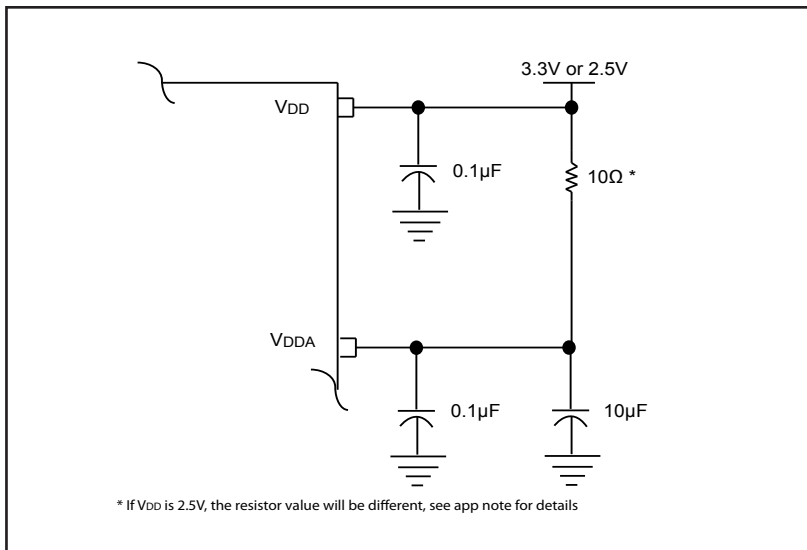 3.3V or 2.5V
VDD
0.1µF
10Ω *
VDDA
0.1µF
10µF
* If VDD is 2.5V, the resistor value will be different, see app note for details